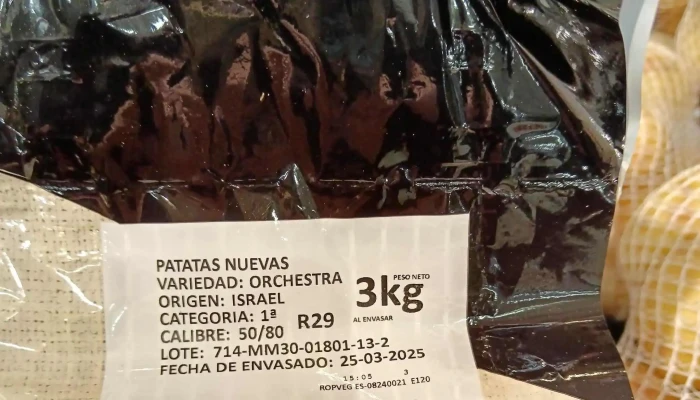 PATATAS NUEVAS
VARIEDAD: ORCHESTRA
ORIGEN: ISRAEL
CATEGORIA: 1ª
CALIBRE: 50/80
R29
PESO NETO
3kg
AL ENVASAR
LOTE: 714-MM30-01801-13-2
FECHA DE ENVASADO: 25-03-2025
15:05 3
ROPVEG ES-08240021 E120